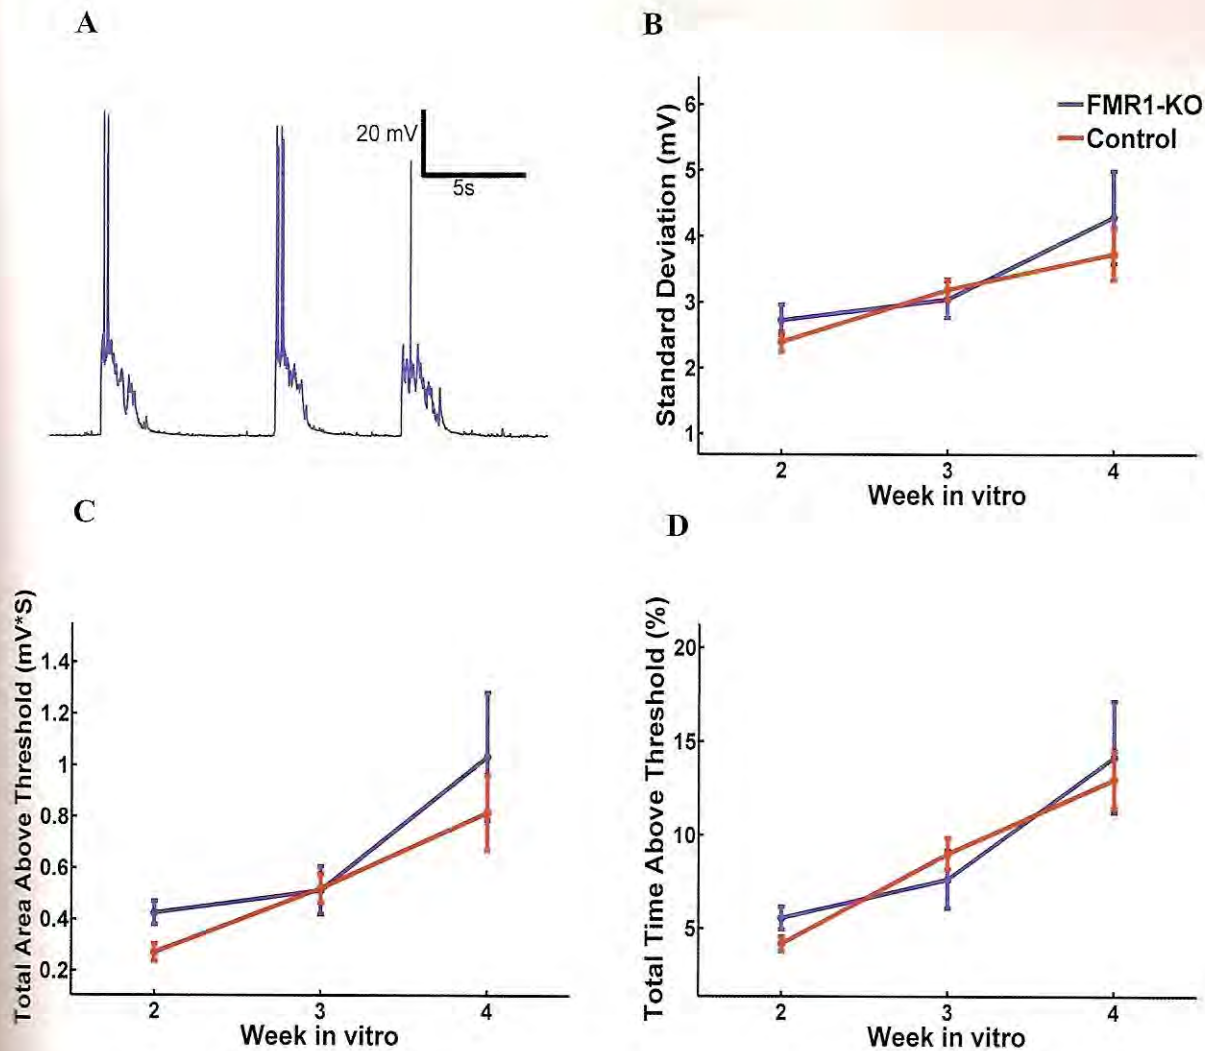 A
20 mV
5s
B
Standard Deviation (mV)
6
5
4
3
2
1
FMR1-KO
Control
2 3 4
Week in vitro
C
Total Area Above Threshold (mV*S)
1.4
1.2
1
0.8
0.6
0.4
0.2
2 3 4
Week in vitro
D
Total Time Above Threshold (%)
20
15
10
5
2 3 4
Week in vitro